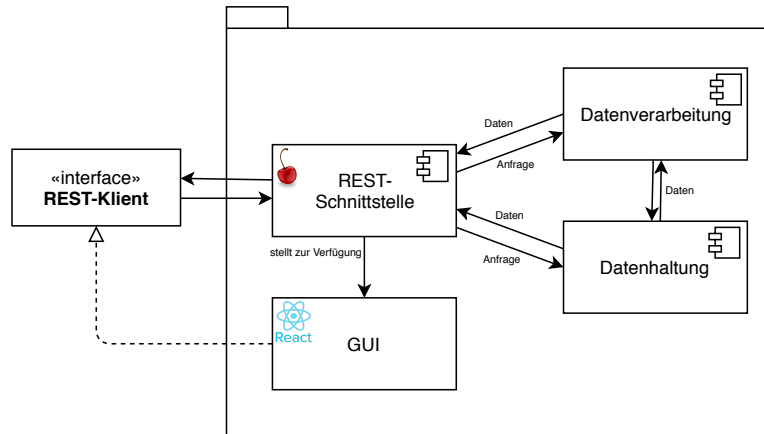 Datenverarbeitung
Daten
Anfrage
«interface»
REST-Klient
REST-
Schnittstelle
Daten
Daten
Anfrage
Datenhaltung
stellt zur Verfügung
React
GUI